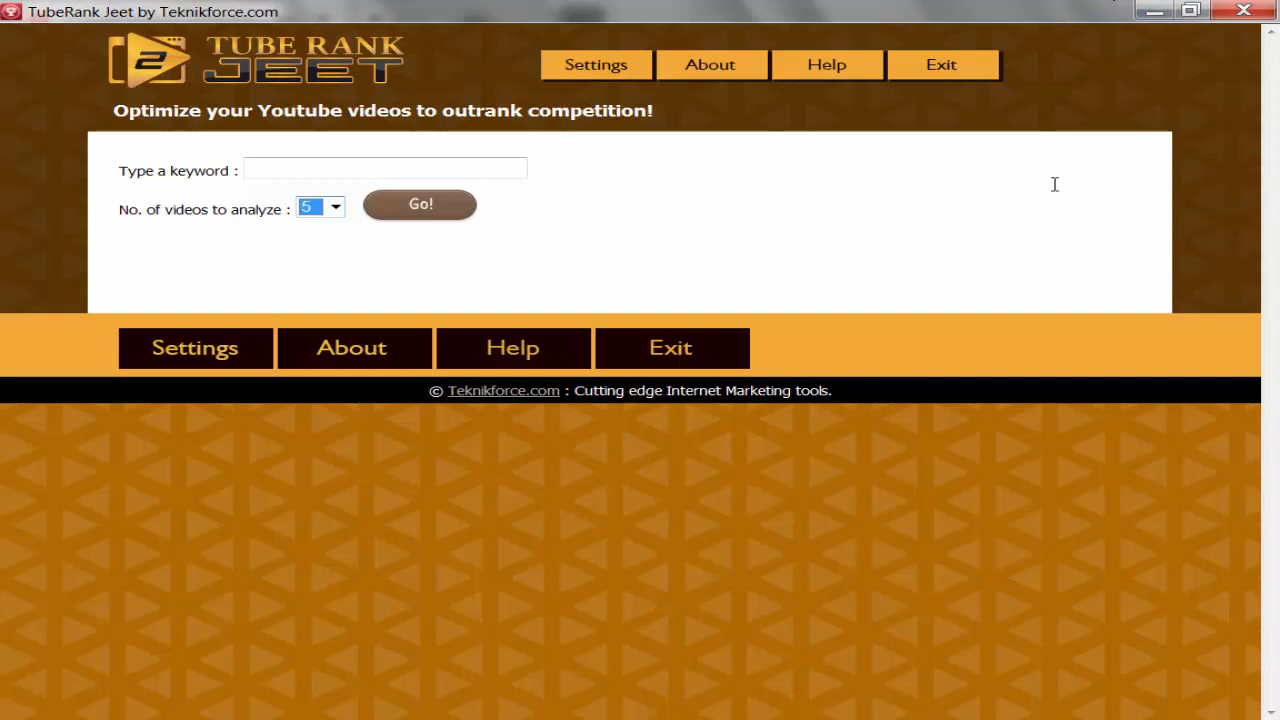 TubeRank Jeet by Teknikforce.com
2 TUBE RANK
JEET
Settings About Help Exit
Optimize your Youtube videos to outrank competition!
Type a keyword :
No. of videos to analyze : 5 Go!
Settings About Help Exit
© Teknikforce.com : Cutting edge Internet Marketing tools.